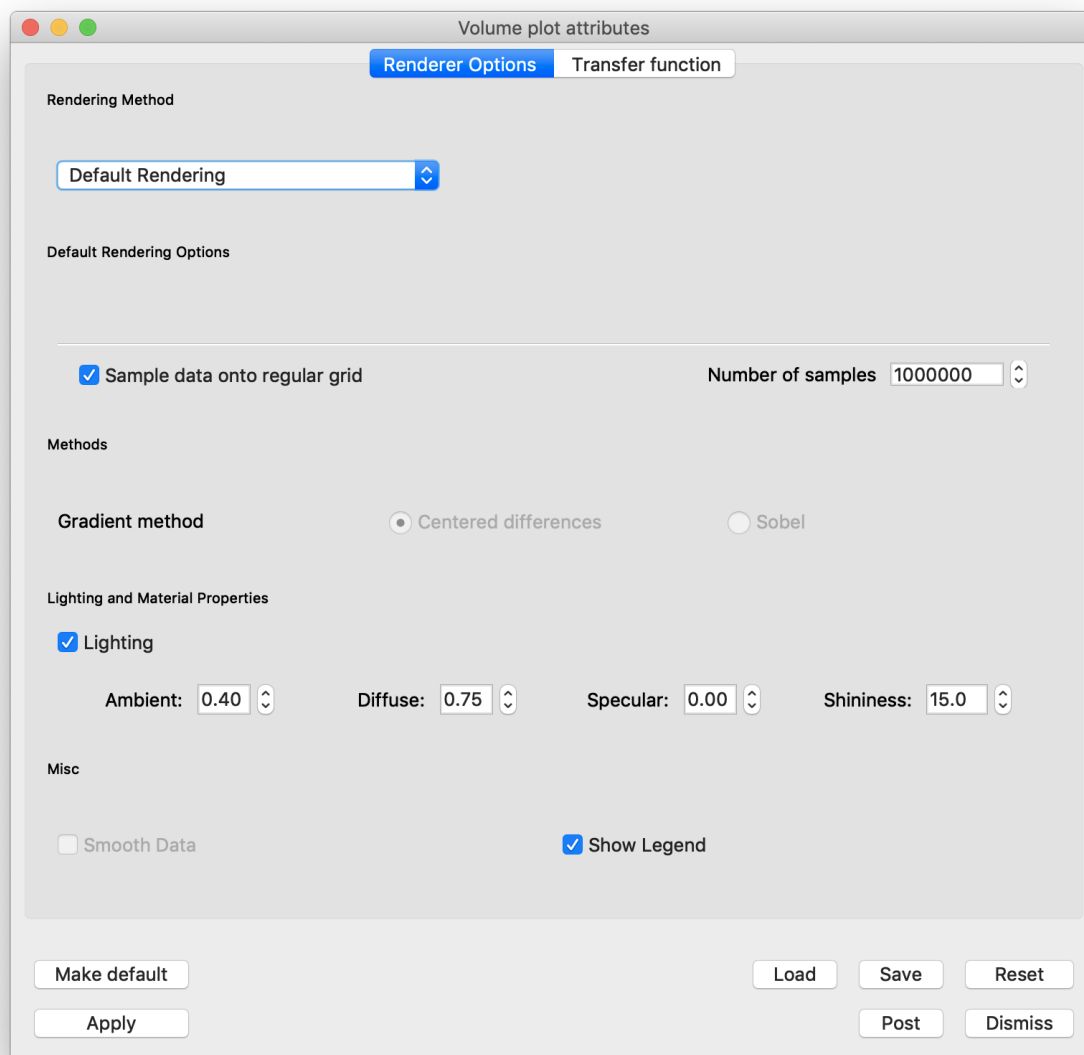 Volume plot attributes
Renderer Options Transfer function
Rendering Method
Default Rendering
Default Rendering Options
Sample data onto regular grid Number of samples 1000000
Methods
Gradient method Centered differences Sobel
Lighting and Material Properties
Lighting
Ambient: 0.40 Diffuse: 0.75 Specular: 0.00 Shininess: 15.0
Misc
Smooth Data Show Legend
Make default Load Save Reset
Apply Post Dismiss